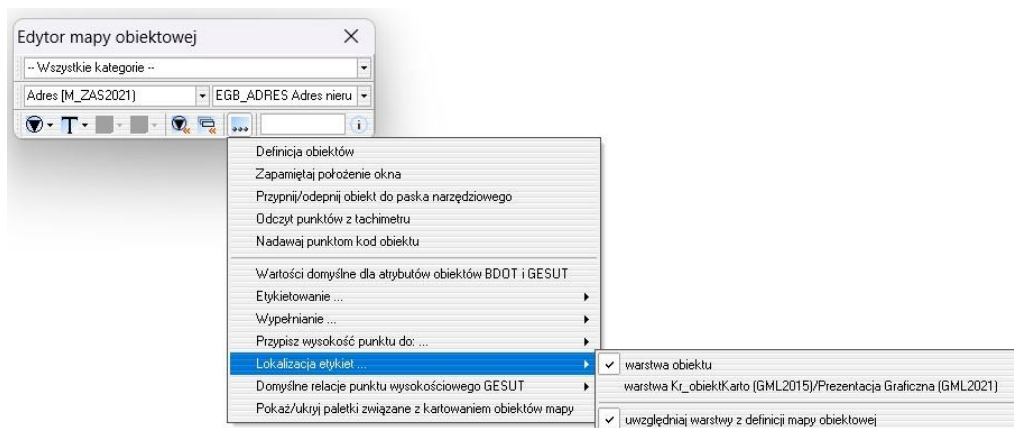 Edytor mapy obiektowej
-- Wszystkie kategorie --
Adres [M_ZAS2021] EGB_ADRES Adres nieru
T
Definicja obiektów
Zapamiętaj położenie okna
Przypnij/odepnij obiekt do paska narzędziowego
Odczyt punktów z tachimetru
Nadawaj punktom kod obiektu
Wartości domyślne dla atrybutów obiektów BDOT i GESUT
Etykietowanie ...
Wypełnianie ...
Przypisz wysokość punktu do: ...
Lokalizacja etykiet ...
warstwa obiektu
Domyślne relacje punktu wysokościowego GESUT
warstwa Kr_obiektKarto (GML2015)/Prezentacja Graficzna (GML2021)
Pokaż/ukryj paletki związane z kartowaniem obiektów mapy
uwzględniaj warstwy z definicji mapy obiektowej